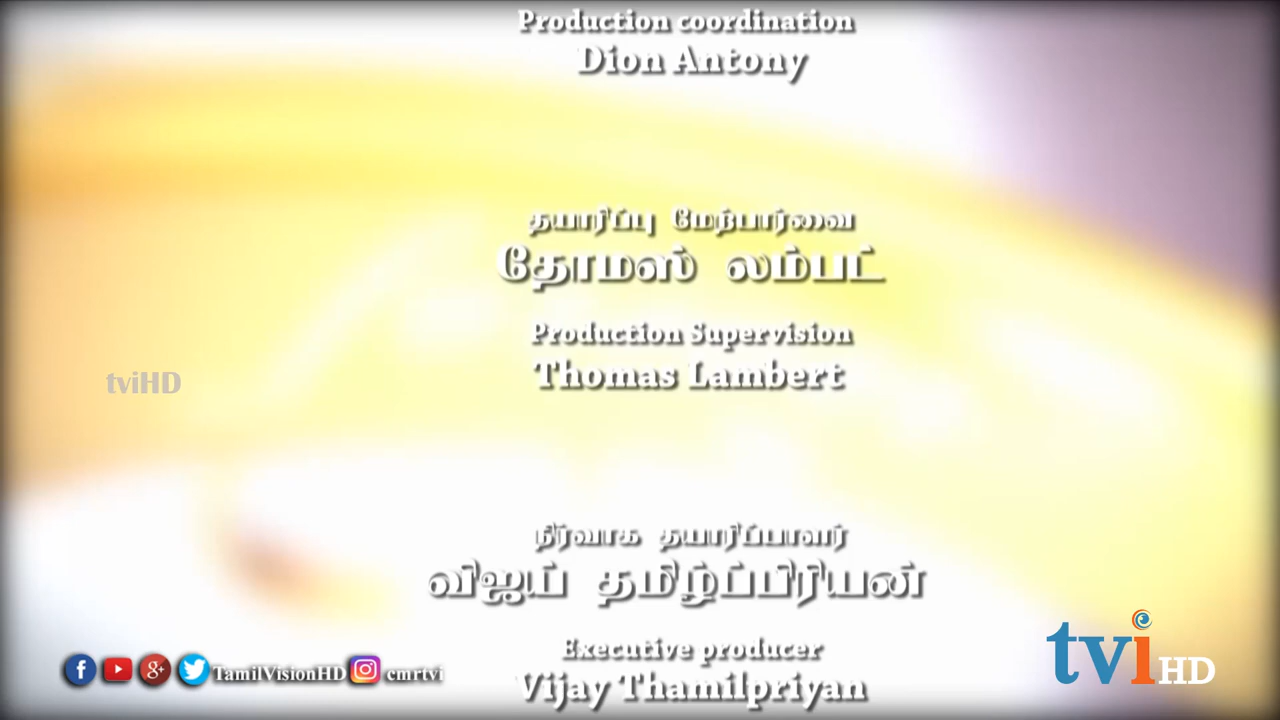 Production coordination
Dion Antony
தயாரிப்பு மேற்பார்வை
தோமஸ் லம்பட்
Production Supervision
Thomas Lambert
tviHD
நிர்வாக தயாரிப்பாளர்
விஜய் தமிழ்ப்பிரியன்
Executive producer
Vijay Thamilpriyan
TamilVisionHD cmrtvi
tvi HD